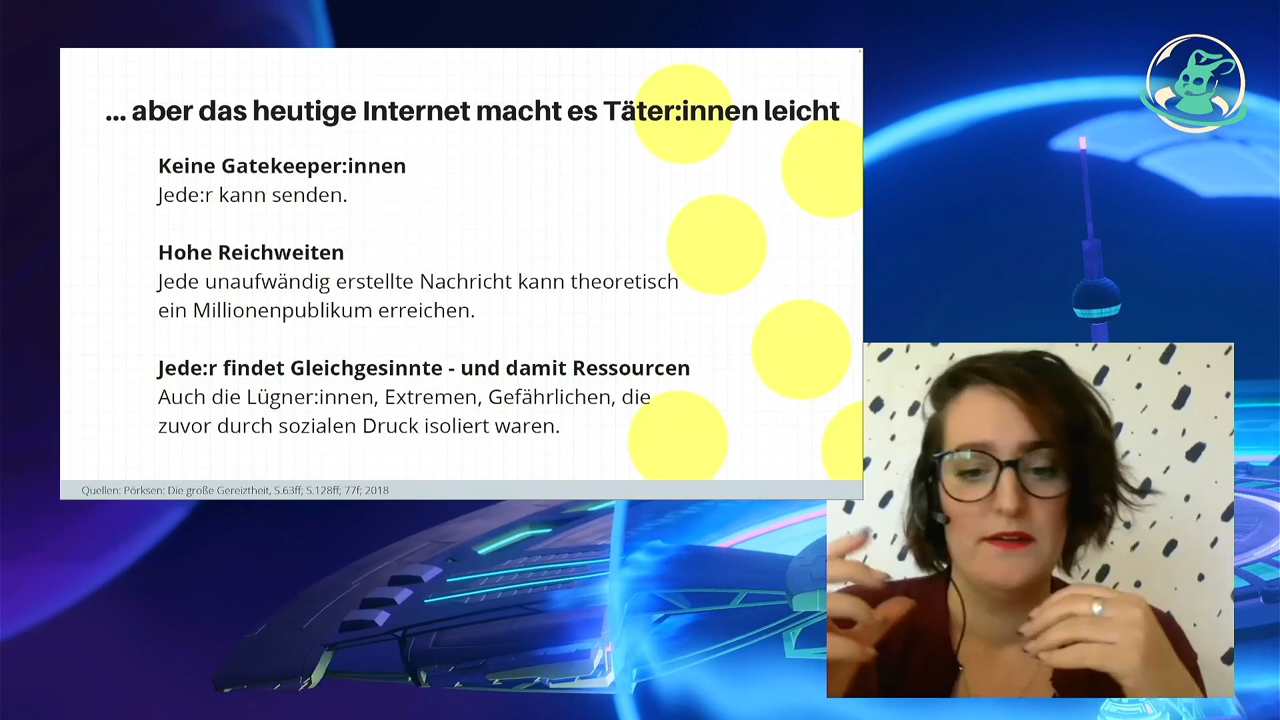 ... aber das heutige Internet macht es Täter:innen leicht
Keine Gatekeeper:innen
Jede:r kann senden.
Hohe Reichweiten
Jede unaufwändig erstellte Nachricht kann theoretisch
ein Millionenpublikum erreichen.
Jede:r findet Gleichgesinnte - und damit Ressourcen
Auch die Lügner:innen, Extremen, Gefährlichen, die
zuvor durch sozialen Druck isoliert waren.
Quellen: Pörksen: Die große Gereiztheit, S.63ff; S.128ff; 77f; 2018